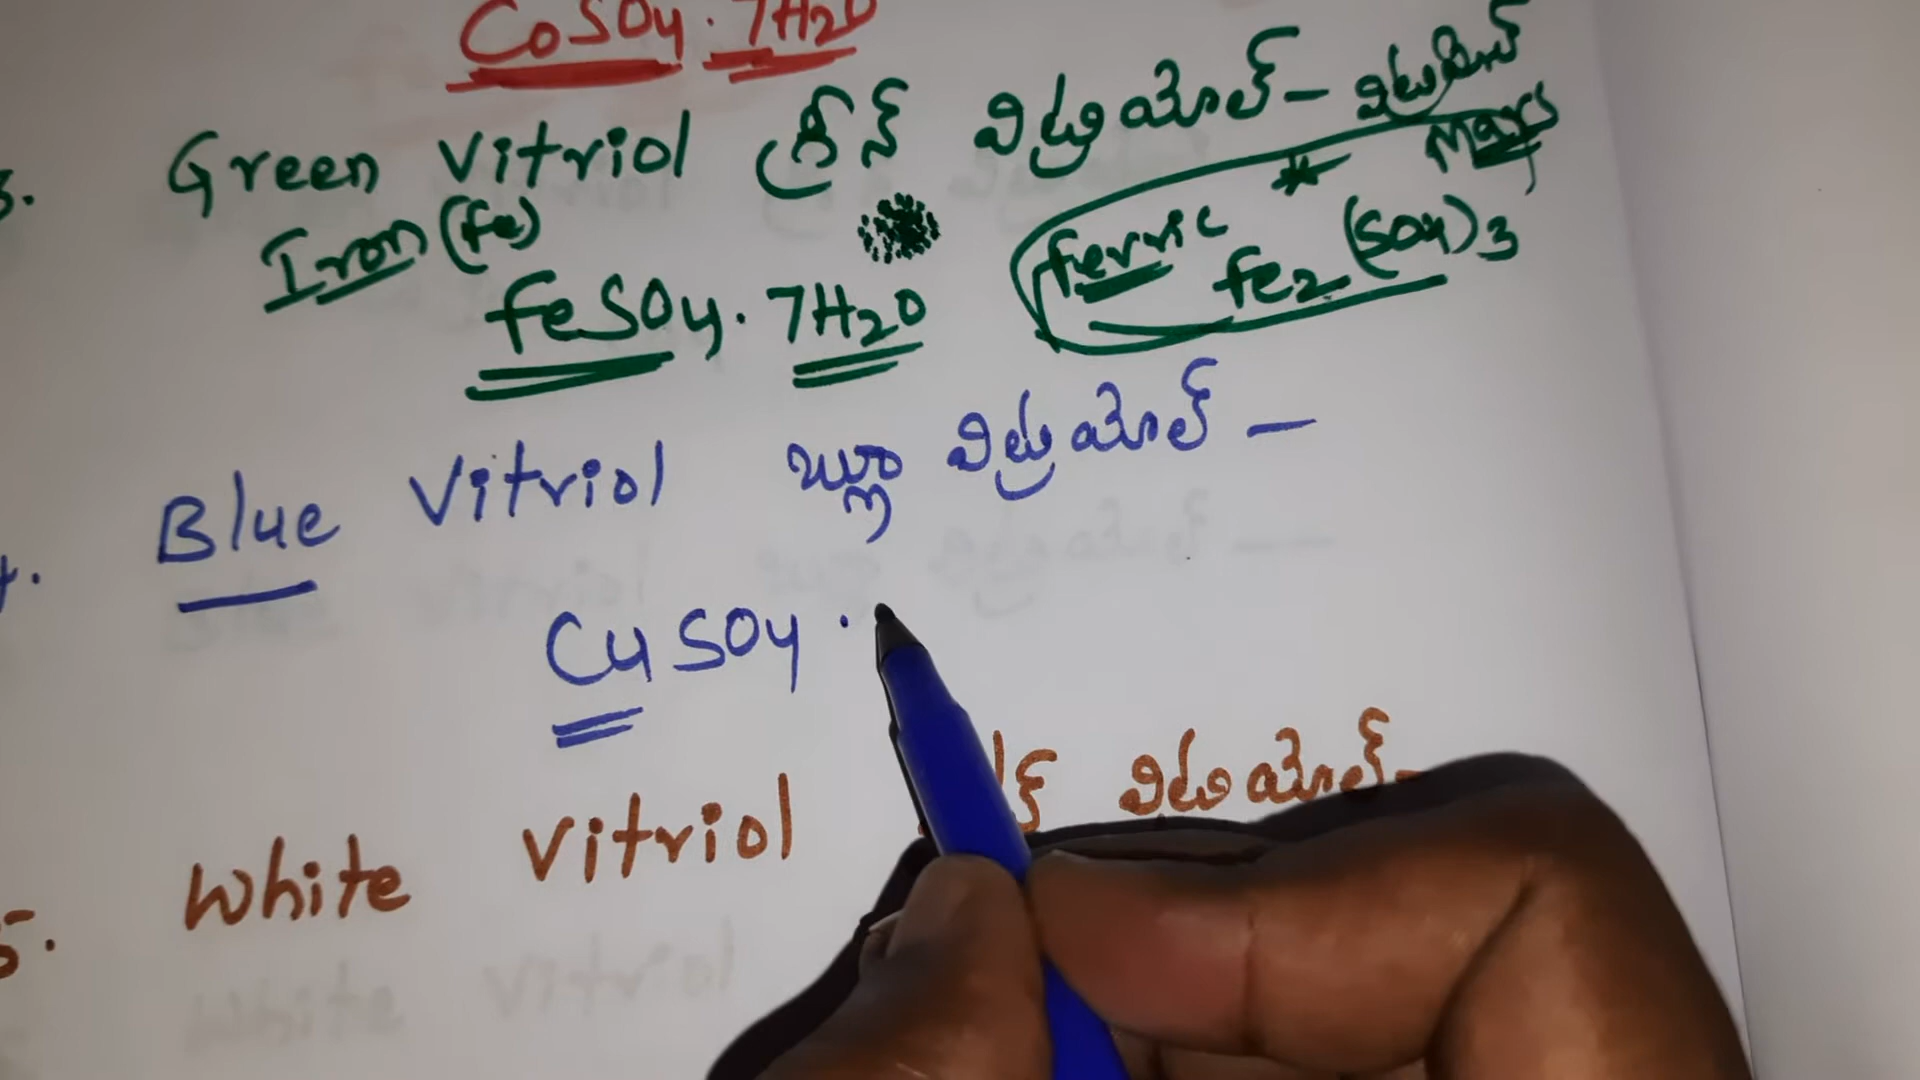 CoSO4 . 7H2O
3. Green Vitriol గ్రీన్ విట్రియోల్ –
Mars
Iron (fe)
ferric Fe2 (SO4)3
feSO4 . 7H2O
4. Blue Vitriol బ్లూ విట్రియోల్ –
CuSO4 .
5. White Vitriol విట్రియోల్ –